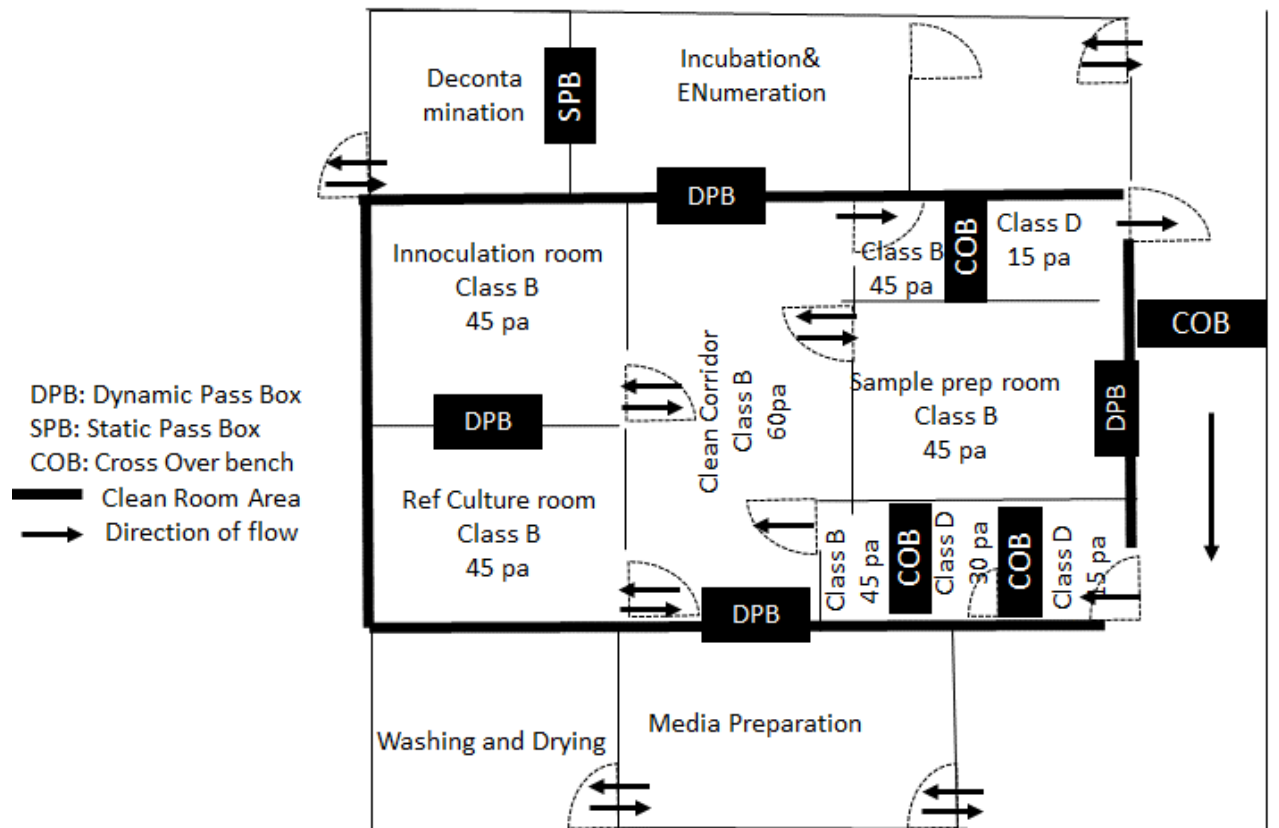 Deconta
mination
SPB
Incubation&
ENumeration
DPB
Innoculation room
Class B
45 pa
Class B
45 pa
COB
Class D
15 pa
COB
Clean Corridor
Class B
60pa
Sample prep room
Class B
45 pa
DPB
DPB
DPB: Dynamic Pass Box
SPB: Static Pass Box
COB: Cross Over bench
Clean Room Area
Direction of flow
Ref Culture room
Class B
45 pa
Class B
45 pa
COB
Class D
30 pa
COB
Class D
15 pa
DPB
Washing and Drying
Media Preparation